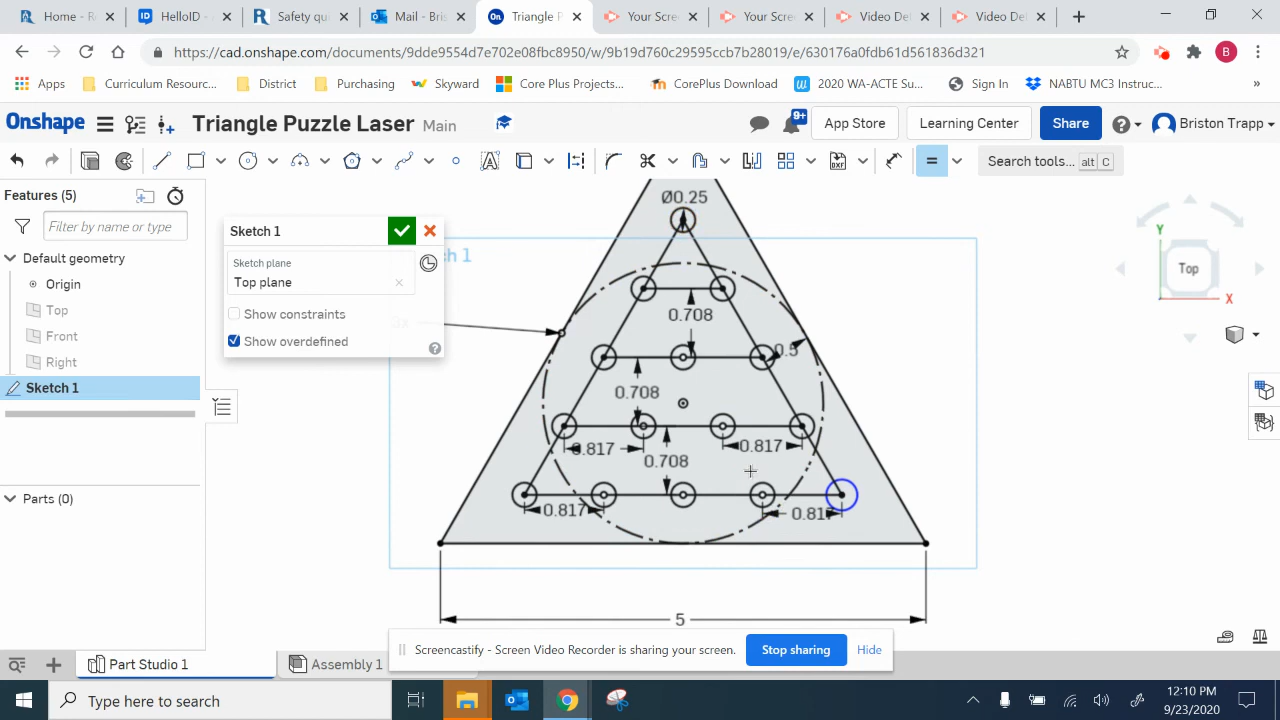 Home - R
HelloID -
Safety qu
Mail - Bris
Triangle P
Your Scre
Your Scre
Video De
Video De
https://cad.onshape.com/documents/9dde9554d7e702e08fbc8950/w/9b19d760c29595ccb7b28019/e/630176a0fdb61d561836d321
B
Apps
Curriculum Resourc...
District
Purchasing
Skyward
Core Plus Projects...
CorePlus Download
2020 WA-ACTE Su...
Sign In
NABTU MC3 Instruc...
»
Onshape
Triangle Puzzle Laser Main
9+
App Store
Learning Center
Share
Briston Trapp
Search tools... alt C
Features (5)
Filter by name or type
Default geometry
Origin
Top
Front
Right
Sketch 1
Parts (0)
Sketch 1
Sketch plane
Top plane
Show constraints
Show overdefined
Ø0.25
0.708
0.5
0.708
0.817
0.817
0.708
0.817
0.817
5
3x
Y
Top
X
Screencastify - Screen Video Recorder is sharing your screen.
Stop sharing
Hide
Part Studio 1
Assembly 1
Type here to search
12:10 PM
9/23/2020